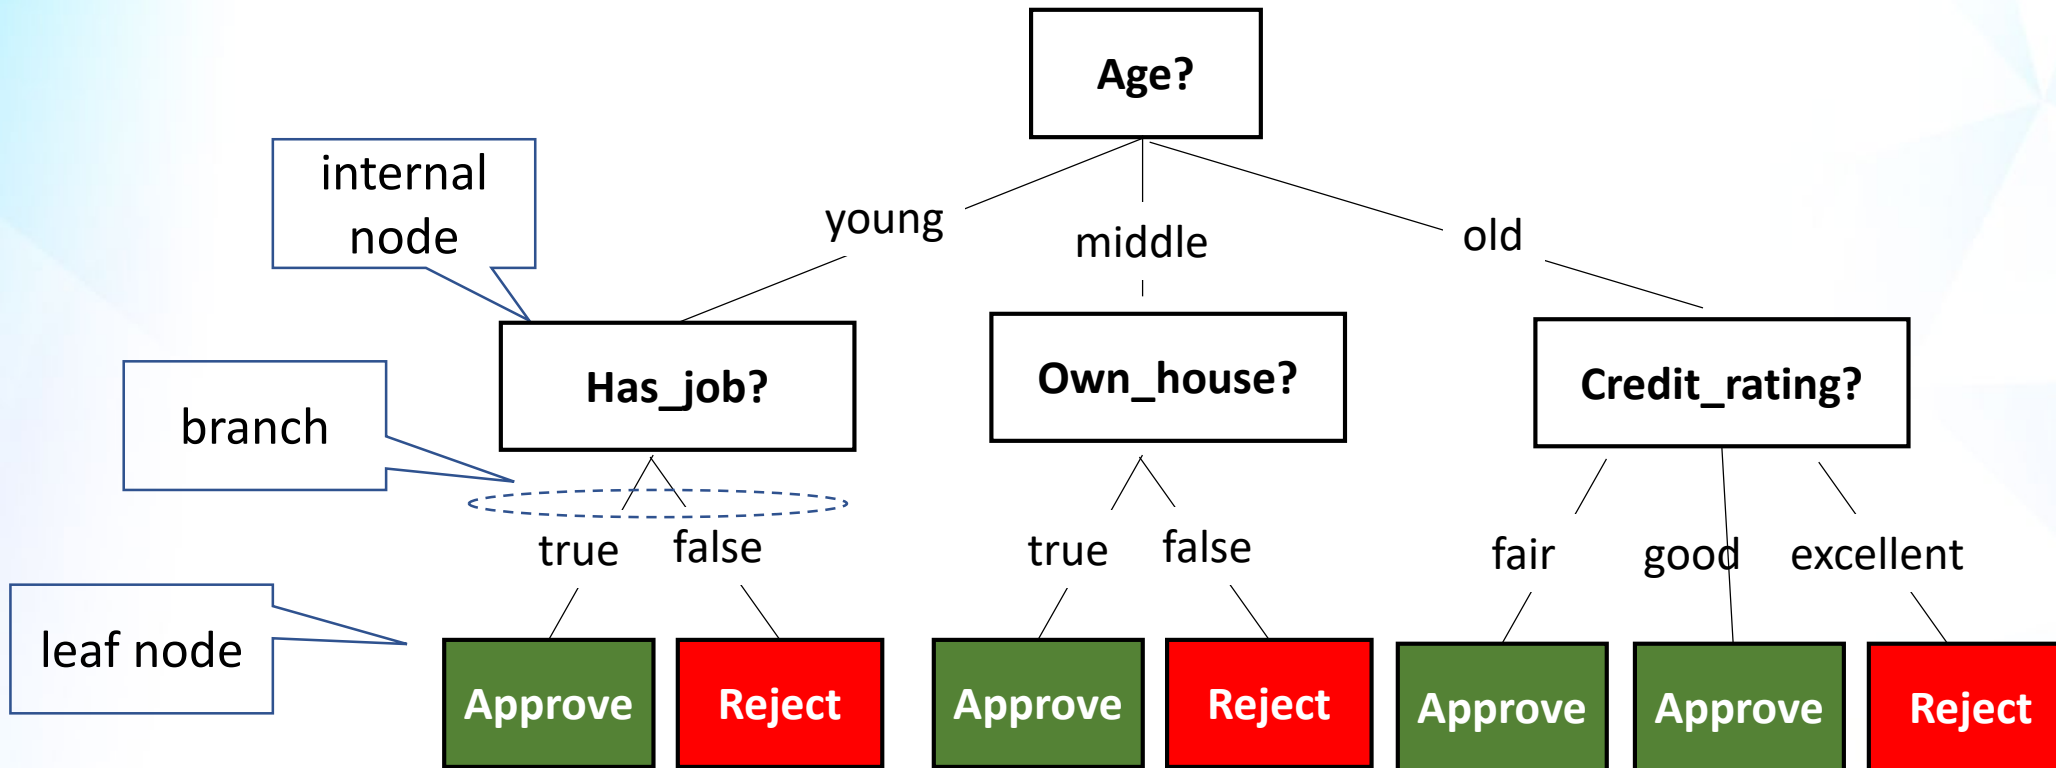 Age?
internal
node
young
middle
old
Has_job?
Own_house?
Credit_rating?
branch
true
false
true
false
fair
good
excellent
leaf node
Approve
Reject
Approve
Reject
Approve
Approve
Reject